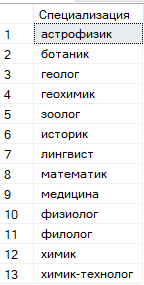 Специализация
1 астрофизик
2 ботаник
3 геолог
4 геохимик
5 зоолог
6 историк
7 лингвист
8 математик
9 медицина
10 физиолог
11 филолог
12 химик
13 химик-технолог